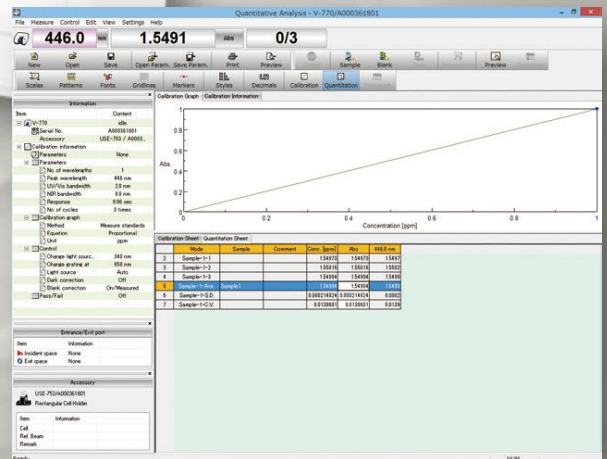 Quantitative Analysis - V-770/A000361801
File Measure Control Edit View Settings Help
446.0 nm 1.5491 Abs 0/3
New Open Save Open Param. Save Param. Print Preview Sample Blank Preview
Scales Patterns Fonts Gridlines Markers Styles Decimals Calibration Quantitation
Information
Item Content
V-770 idle
Serial No. A000361801
Accessory USE-753 / A0003..
Calibration information
Parameters None
Parameters
No. of wavelengths 1
Peak wavelength 446 nm
UV/Vis bandwidth 2.0 nm
NIR bandwidth 8.0 nm
Response 0.96 sec
No. of cycles 3 times
Calibration graph
Method Measure standards
Equation Proportional
Unit ppm
Control
Change light sourc.. 340 nm
Change grating at 850 nm
Light source Auto
Dark correction Off
Blank correction On/Measured
Pass/Fail Off
Entrance/Exit port
Item Information
Incident space None
Exit space None
Accessory
USE-753/A000361801
Rectangular Cell Holder
Item Information
Cell
Ref. Beam
Remark
Calibration Graph Calibration Information
1
0.8
0.6
Abs
0.4
0.2
0 0.2 0.4 0.6 0.8 1
Concentration [ppm]
Calibration Sheet Quantitation Sheet
Mode Sample Comment Conc. [ppm] Abs 446.0 nm
2 Sample-1-1 1.54973 1.54973 1.5497
3 Sample-1-2 1.55016 1.55016 1.5502
4 Sample-1-3 1.54994 1.54994 1.5499
5 Sample-1-Ave. Sample1 1.54994 1.54994 1.5499
6 Sample-1-S.D. 0.000214824 0.000214824 0.0002
7 Sample-1-C.V. 0.0138601 0.0138601 0.0139
Ready